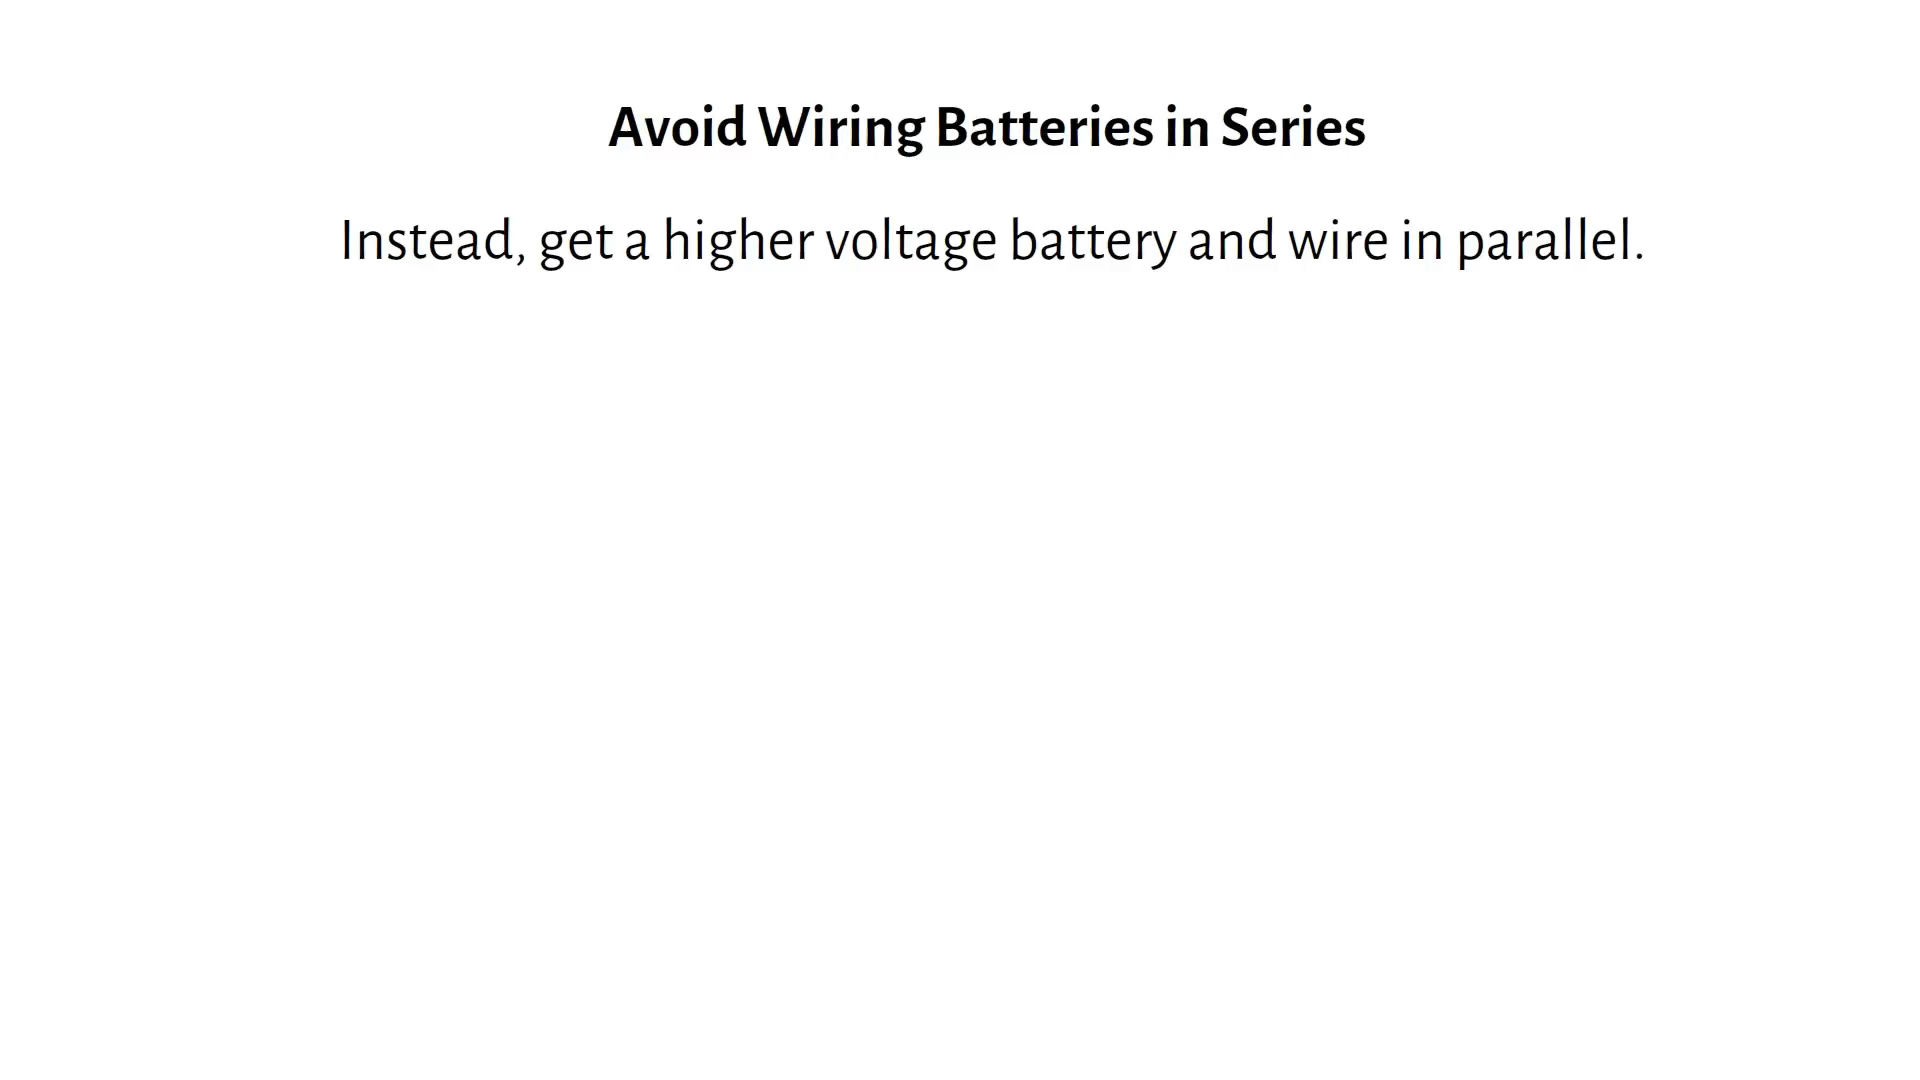 Avoid Wiring Batteries in Series
Instead, get a higher voltage battery and wire in parallel.